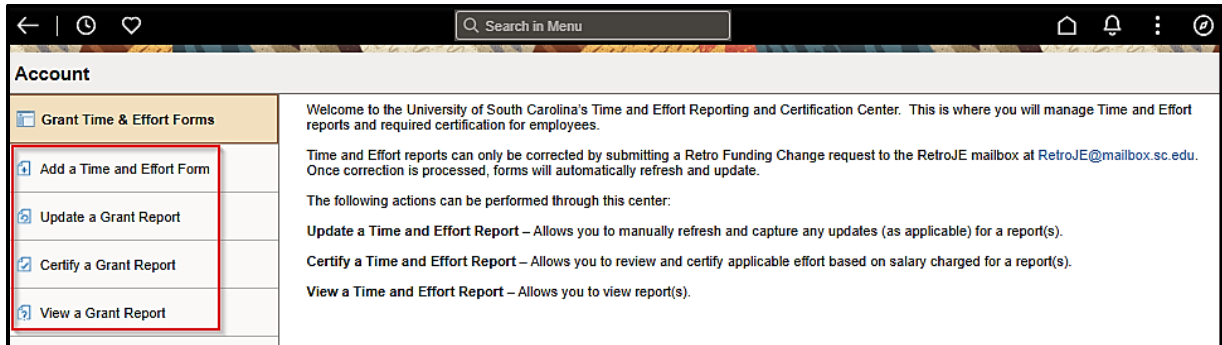 Search in Menu
Account
Grant Time & Effort Forms
Add a Time and Effort Form
Update a Grant Report
Certify a Grant Report
View a Grant Report
Welcome to the University of South Carolina's Time and Effort Reporting and Certification Center.  This is where you will manage Time and Effort
reports and required certification for employees.
Time and Effort reports can only be corrected by submitting a Retro Funding Change request to the RetroJE mailbox at RetroJE@mailbox.sc.edu.
Once correction is processed, forms will automatically refresh and update.
The following actions can be performed through this center:
Update a Time and Effort Report – Allows you to manually refresh and capture any updates (as applicable) for a report(s).
Certify a Time and Effort Report – Allows you to review and certify applicable effort based on salary charged for a report(s).
View a Time and Effort Report – Allows you to view report(s).